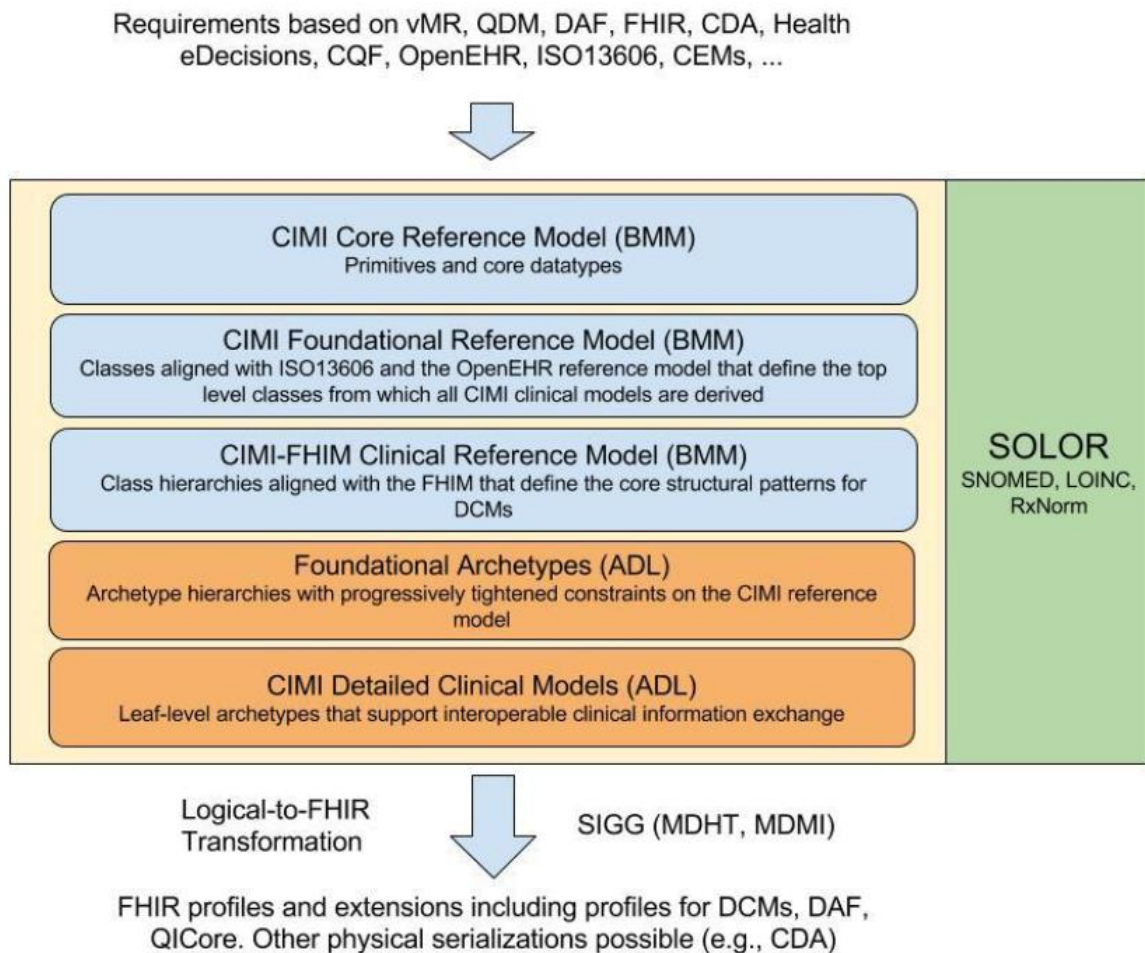 Requirements based on vMR, QDM, DAF, FHIR, CDA, Health
eDecisions, CQF, OpenEHR, ISO13606, CEMs, ...
CIMI Core Reference Model (BMM)
Primitives and core datatypes
CIMI Foundational Reference Model (BMM)
Classes aligned with ISO13606 and the OpenEHR reference model that define the top
level classes from which all CIMI clinical models are derived
CIMI-FHIM Clinical Reference Model (BMM)
Class hierarchies aligned with the FHIM that define the core structural patterns for
DCMs
Foundational Archetypes (ADL)
Archetype hierarchies with progressively tightened constraints on the CIMI reference
model
CIMI Detailed Clinical Models (ADL)
Leaf-level archetypes that support interoperable clinical information exchange
SOLOR
SNOMED, LOINC,
RxNorm
Logical-to-FHIR
Transformation
SIGG (MDHT, MDMI)
FHIR profiles and extensions including profiles for DCMs, DAF,
QICore. Other physical serializations possible (e.g., CDA)